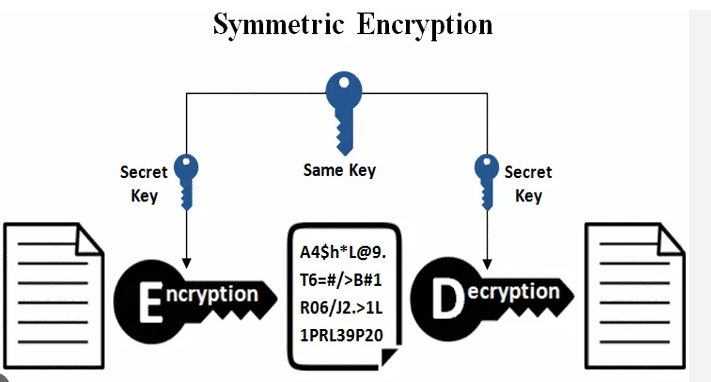 Symmetric Encryption
Secret
Key
Same Key
Secret
Key
Encryption
A4$h*L@9.
T6=#/>B#1
R06/J2.>1L
1PRL39P20
Decryption